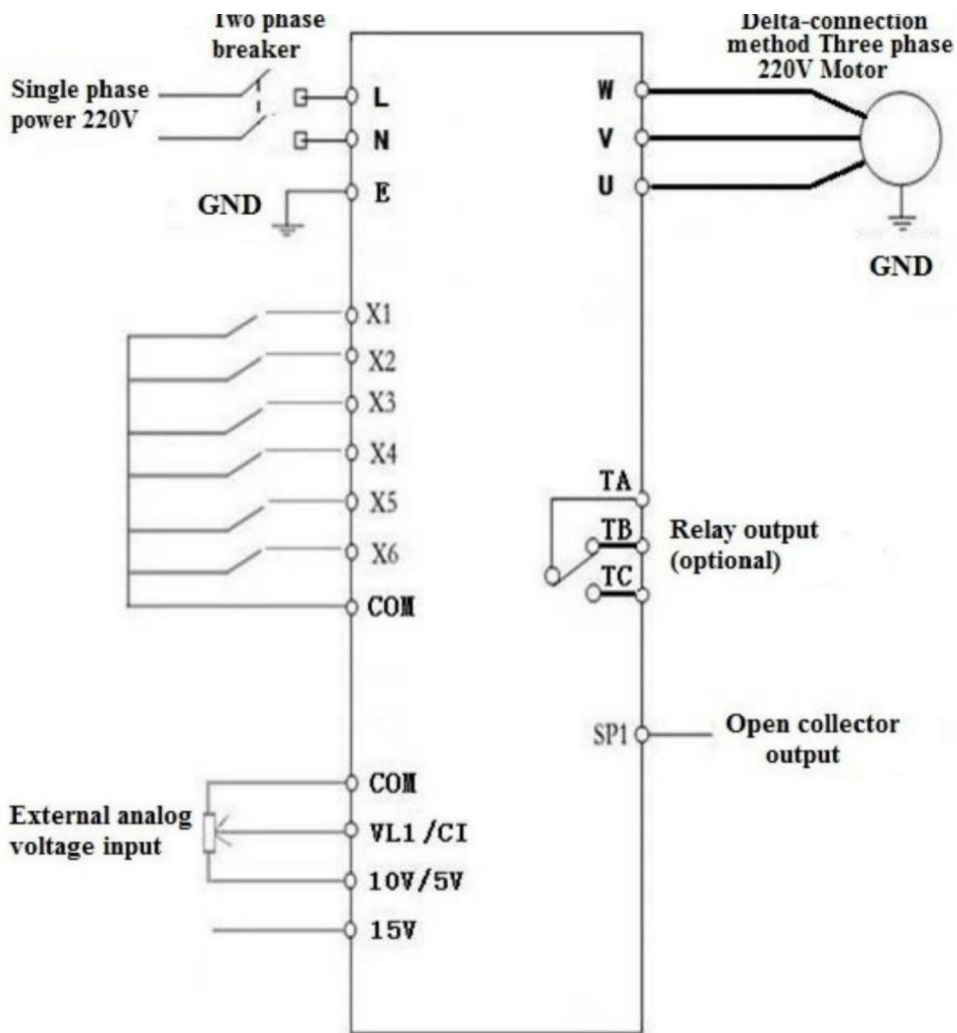 Two phase
breaker
Single phase
power 220V
L
N
E
GND
X1
X2
X3
X4
X5
X6
COM
External analog
voltage input
COM
VL1/CI
10V/5V
15V
Delta-connection
method Three phase
220V Motor
W
V
U
GND
TA
TB
TC
Relay output
(optional)
SP1
Open collector
output